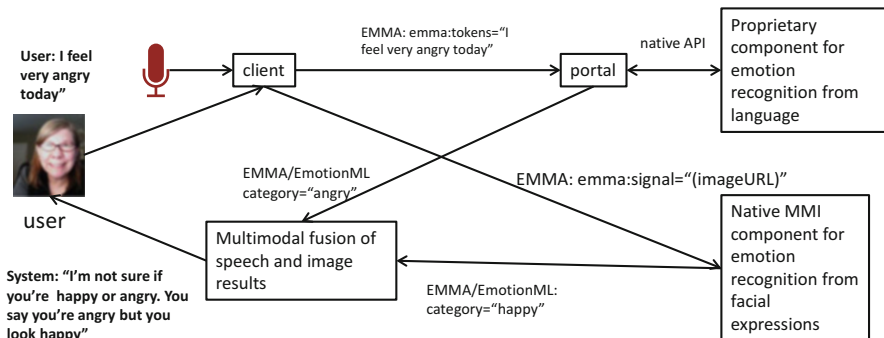 User: I feel
very angry
today”
client
EMMA: emma:tokens=“I
feel very angry today”
portal
native API
Proprietary
component for
emotion
recognition from
language
EMMA/EmotionML
category=“angry”
EMMA: emma:signal=“(imageURL)”
user
Multimodal fusion of
speech and image
results
Native MMI
component for
emotion
recognition from
facial
expressions
System: “I’m not sure if
you’re happy or angry. You
say you’re angry but you
look happy”
EMMA/EmotionML:
category=“happy”